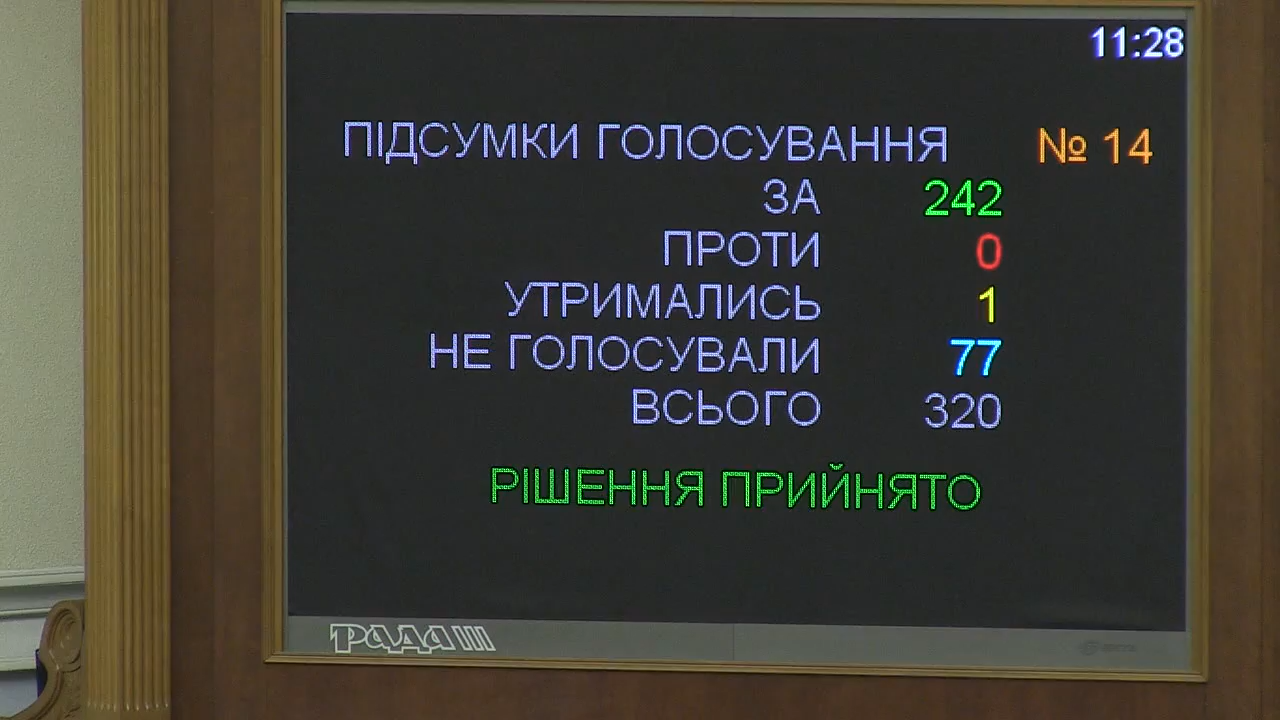 11:28
ПІДСУМКИ ГОЛОСУВАННЯ № 14
ЗА 242
ПРОТИ 0
УТРИМАЛИСЬ 1
НЕ ГОЛОСУВАЛИ 77
ВСЬОГО 320
РІШЕННЯ ПРИЙНЯТО
РАДА III